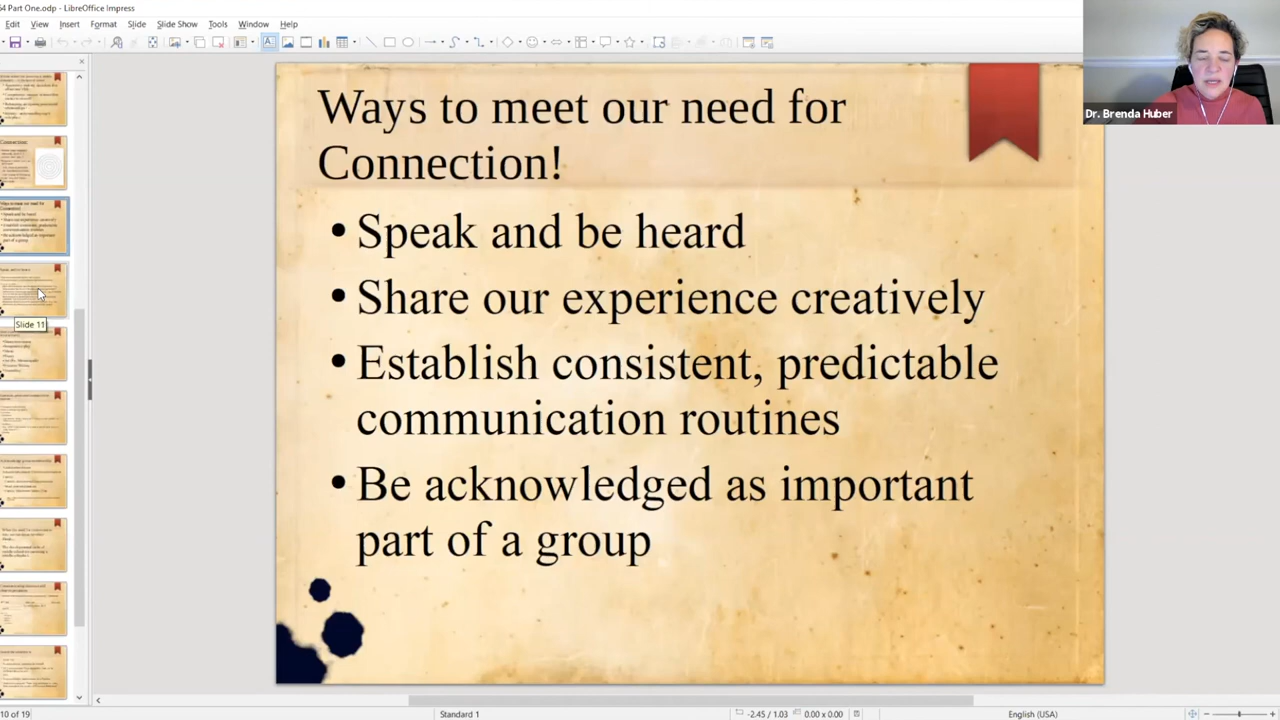 64 Part One.odp - LibreOffice Impress
Edit View Insert Format Slide Slide Show Tools Window Help
Dr. Brenda Huber
Ways to meet our need for
Connection!
• Speak and be heard
• Share our experience creatively
• Establish consistent, predictable
communication routines
• Be acknowledged as important
part of a group
Slide 11
10 of 19
Standard 1
-2.45 / 1.03
0.00 x 0.00
English (USA)